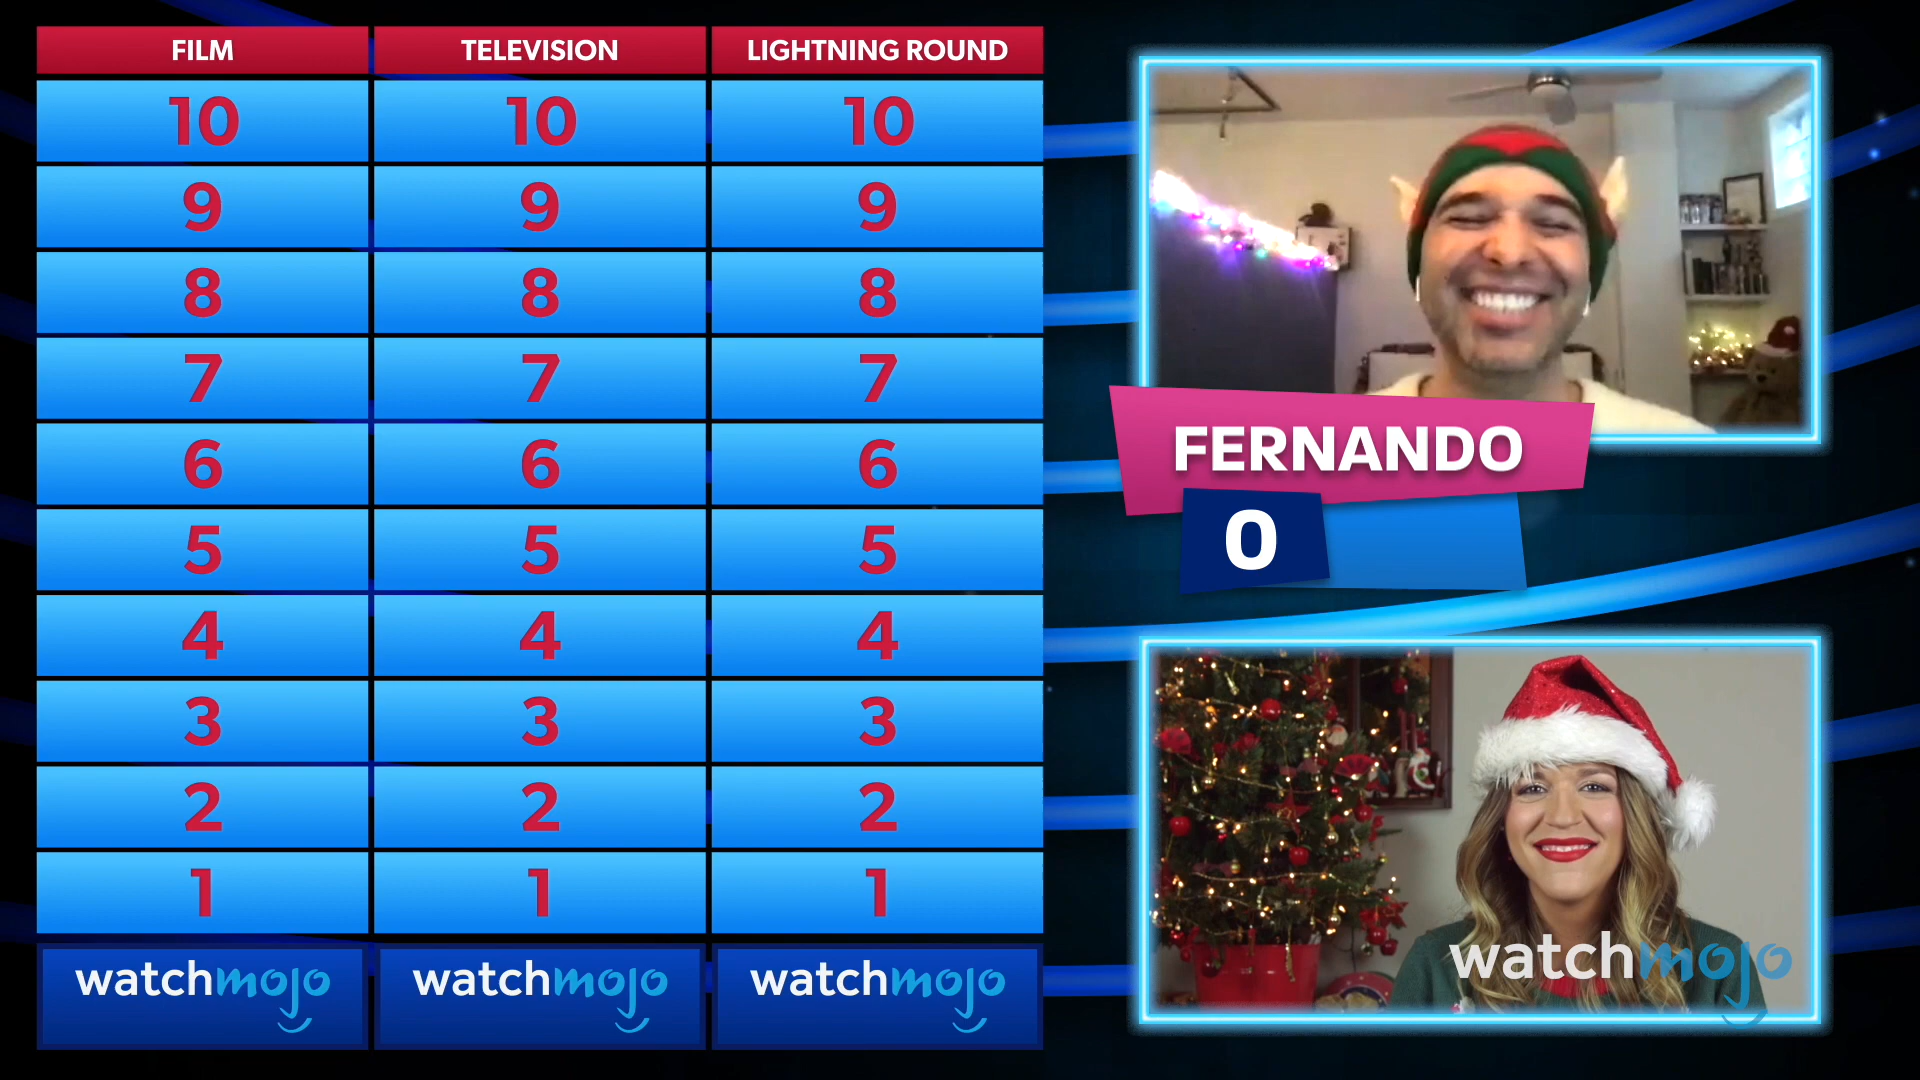 FILM TELEVISION LIGHTNING ROUND
10 10 10
9 9 9
8 8 8
7 7 7
6 6 6
5 5 5
4 4 4
3 3 3
2 2 2
1 1 1
watchmojo watchmojo watchmojo
FERNANDO
0
watchmojo